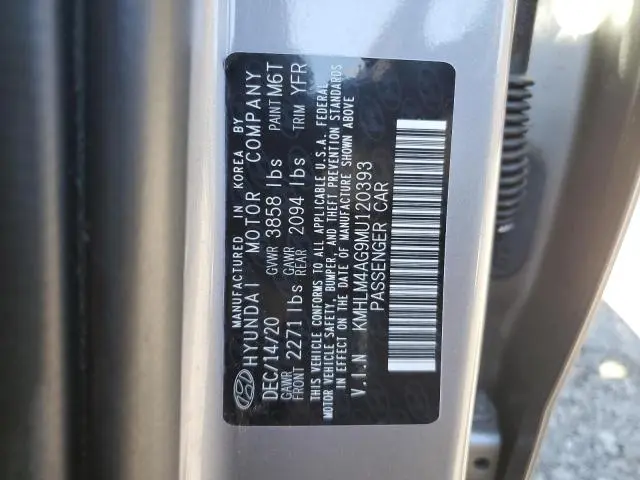 MANUFACTURED IN KOREA BY
HYUNDAI MOTOR COMPANY
DEC/14/20 GVWR 3858 lbs PAINT M6T
GAWR FRONT 2271 lbs GAWR REAR 2094 lbs TRIM YFR
THIS VEHICLE CONFORMS TO ALL APPLICABLE U.S.A. FEDERAL
MOTOR VEHICLE SAFETY, BUMPER, AND THEFT PREVENTION STANDARDS
IN EFFECT ON THE DATE OF MANUFACTURE SHOWN ABOVE
V.I.N KMHLM4AG9MU120393
PASSENGER CAR